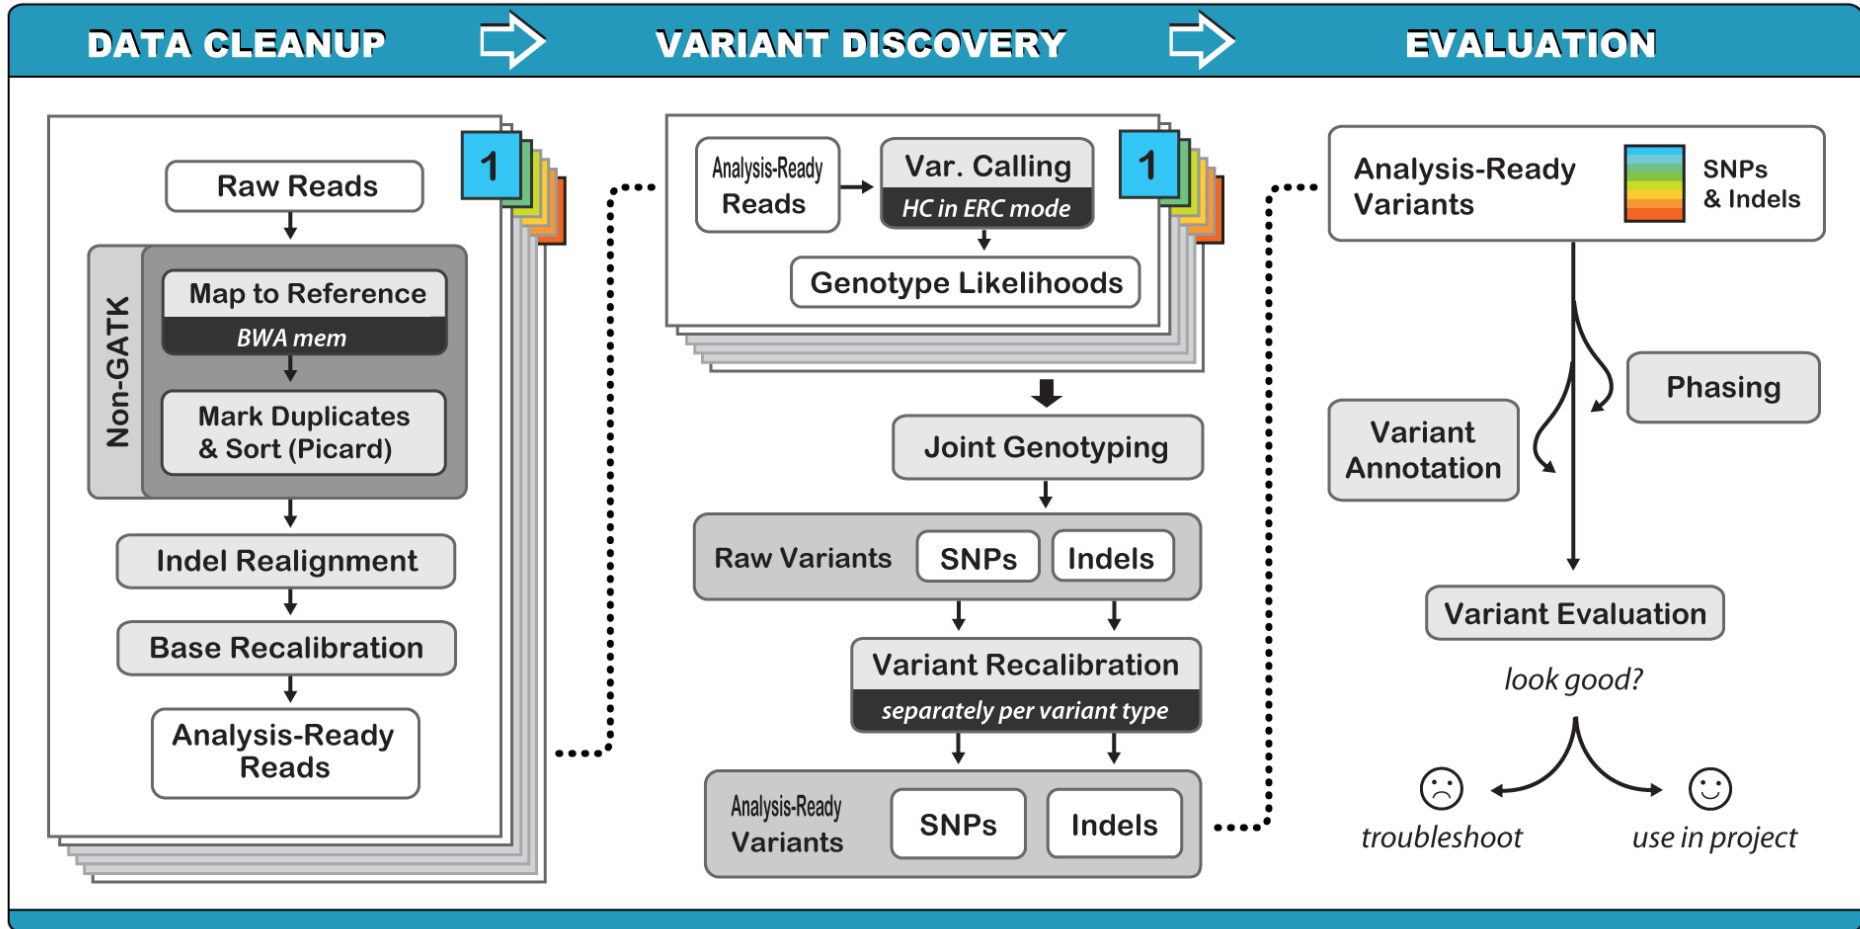 DATA CLEANUP
VARIANT DISCOVERY
EVALUATION
1
Raw Reads
Non-GATK
Map to Reference
BWA mem
Mark Duplicates
& Sort (Picard)
Indel Realignment
Base Recalibration
Analysis-Ready
Reads
1
Analysis-Ready
Reads
Var. Calling
HC in ERC mode
Genotype Likelihoods
Joint Genotyping
Raw Variants
SNPs
Indels
Variant Recalibration
separately per variant type
Analysis-Ready
Variants
SNPs
Indels
Analysis-Ready
Variants
SNPs
& Indels
Phasing
Variant
Annotation
Variant Evaluation
look good?
troubleshoot
use in project